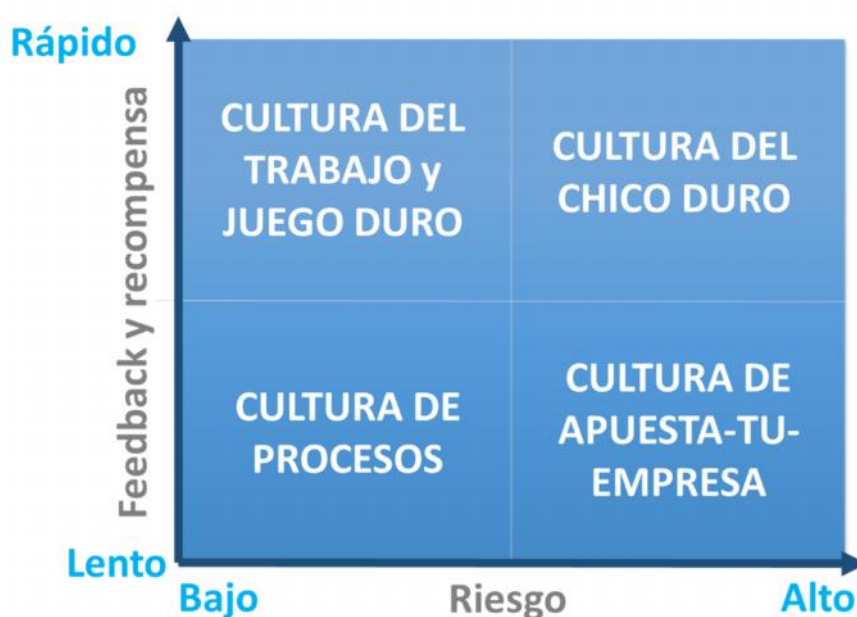 Rápido
Feedback y recompensa
CULTURA DEL
TRABAJO y
JUEGO DURO
CULTURA DEL
CHICO DURO
CULTURA DE
PROCESOS
CULTURA DE
APUESTA-TU-
EMPRESA
Lento
Bajo
Riesgo
Alto